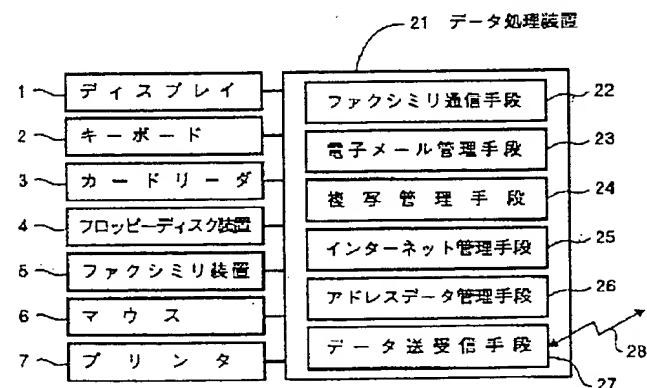 21 データ処理装置
1 ディスプレイ
2 キーボード
3 カードリーダ
4 フロッピーディスク装置
5 ファクシミリ装置
6 マウス
7 プリンタ
ファクシミリ通信手段 22
電子メール管理手段 23
複写管理手段 24
インターネット管理手段 25
アドレスデータ管理手段 26
データ送受信手段 27
28